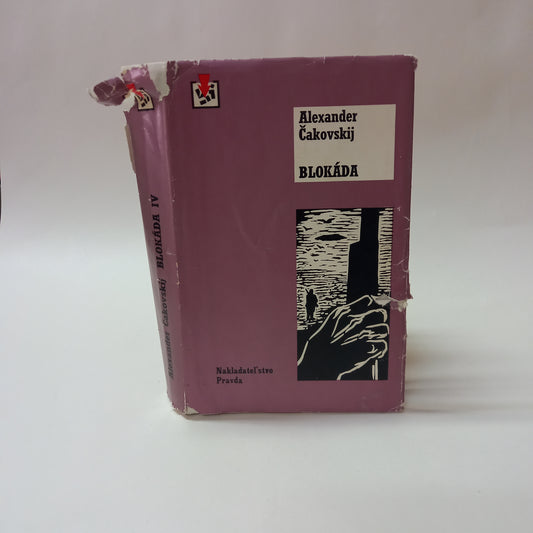 Alexander
Čakovskij
BLOKÁDA
Nakladateľstvo
Pravda
Alexander Čakovskij BLOKÁDA IV